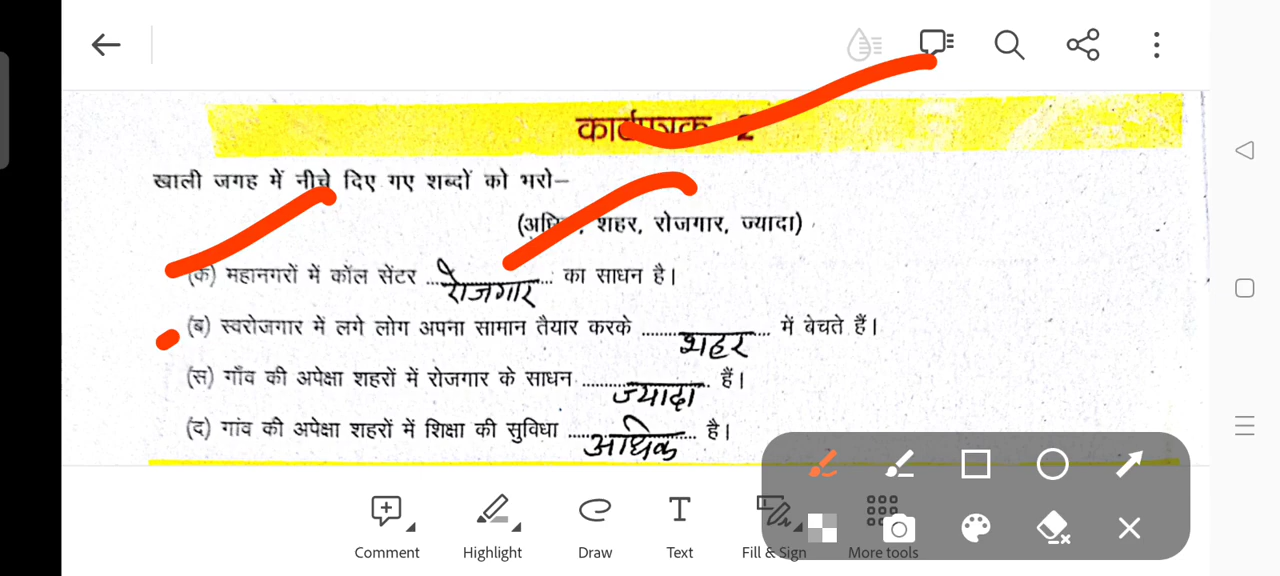 कार्यपत्रक 2
खाली जगह में नीचे दिए गए शब्दों को भरो–
(अधिक, शहर, रोजगार, ज्यादा)
(क) महानगरों में कॉल सेंटर ...रोजगार... का साधन है।
(ब) स्वरोजगार में लगे लोग अपना सामान तैयार करके ...शहर... में बेचते हैं।
(स) गाँव की अपेक्षा शहरों में रोजगार के साधन ...ज्यादा... हैं।
(द) गांव की अपेक्षा शहरों में शिक्षा की सुविधा ...अधिक... है।
Comment Highlight Draw Text Fill & Sign More tools